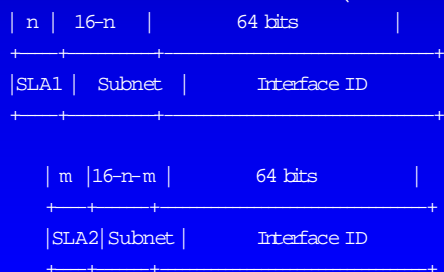 | n | 16-n | 64 bits |
+----+---------+--------------------------+
|SLA1 | Subnet | Interface ID
+----+---------+--------------------------+
| m |16-n-m | 64 bits |
+----+------+--------------------------+
|SLA2|Subnet | Interface ID
+----+------+--------------------------+